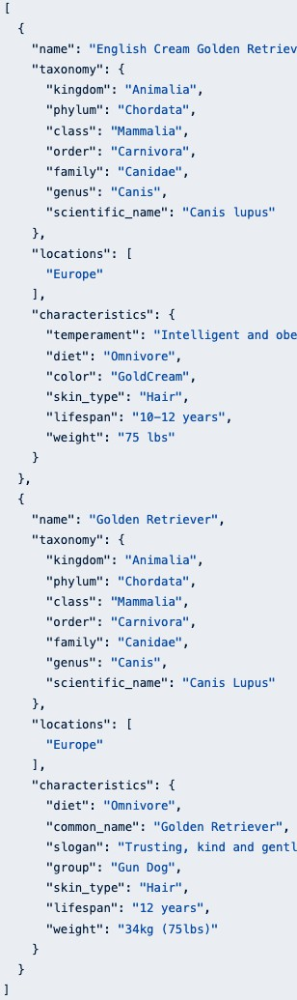 [
{
"name": "English Cream Golden
"taxonomy": {
"kingdom": "Animalia",
"phylum": "Chordata",
"class": "Mammalia",
"order": "Carnivora",
"family": "Canidae",
"genus": "Canis",
"scientific_name": "Canis lupus"
},
"locations": [
"Europe"
],
"characteristics": {
"temperament": "Intelligent and
"diet": "Omnivore",
"color": "GoldCream",
"skin_type": "Hair",
"lifespan": "10–12 years",
"weight": "75 lbs"
}
},
{
"name": "Golden Retriever",
"taxonomy": {
"kingdom": "Animalia",
"phylum": "Chordata",
"class": "Mammalia",
"order": "Carnivora",
"family": "Canidae",
"genus": "Canis",
"scientific_name": "Canis Lupus"
},
"locations": [
"Europe"
],
"characteristics": {
"diet": "Omnivore",
"common_name": "Golden Retriever",
"slogan": "Trusting, kind and
"group": "Gun Dog",
"skin_type": "Hair",
"lifespan": "12 years",
"weight": "34kg (75lbs)"
}
}
]